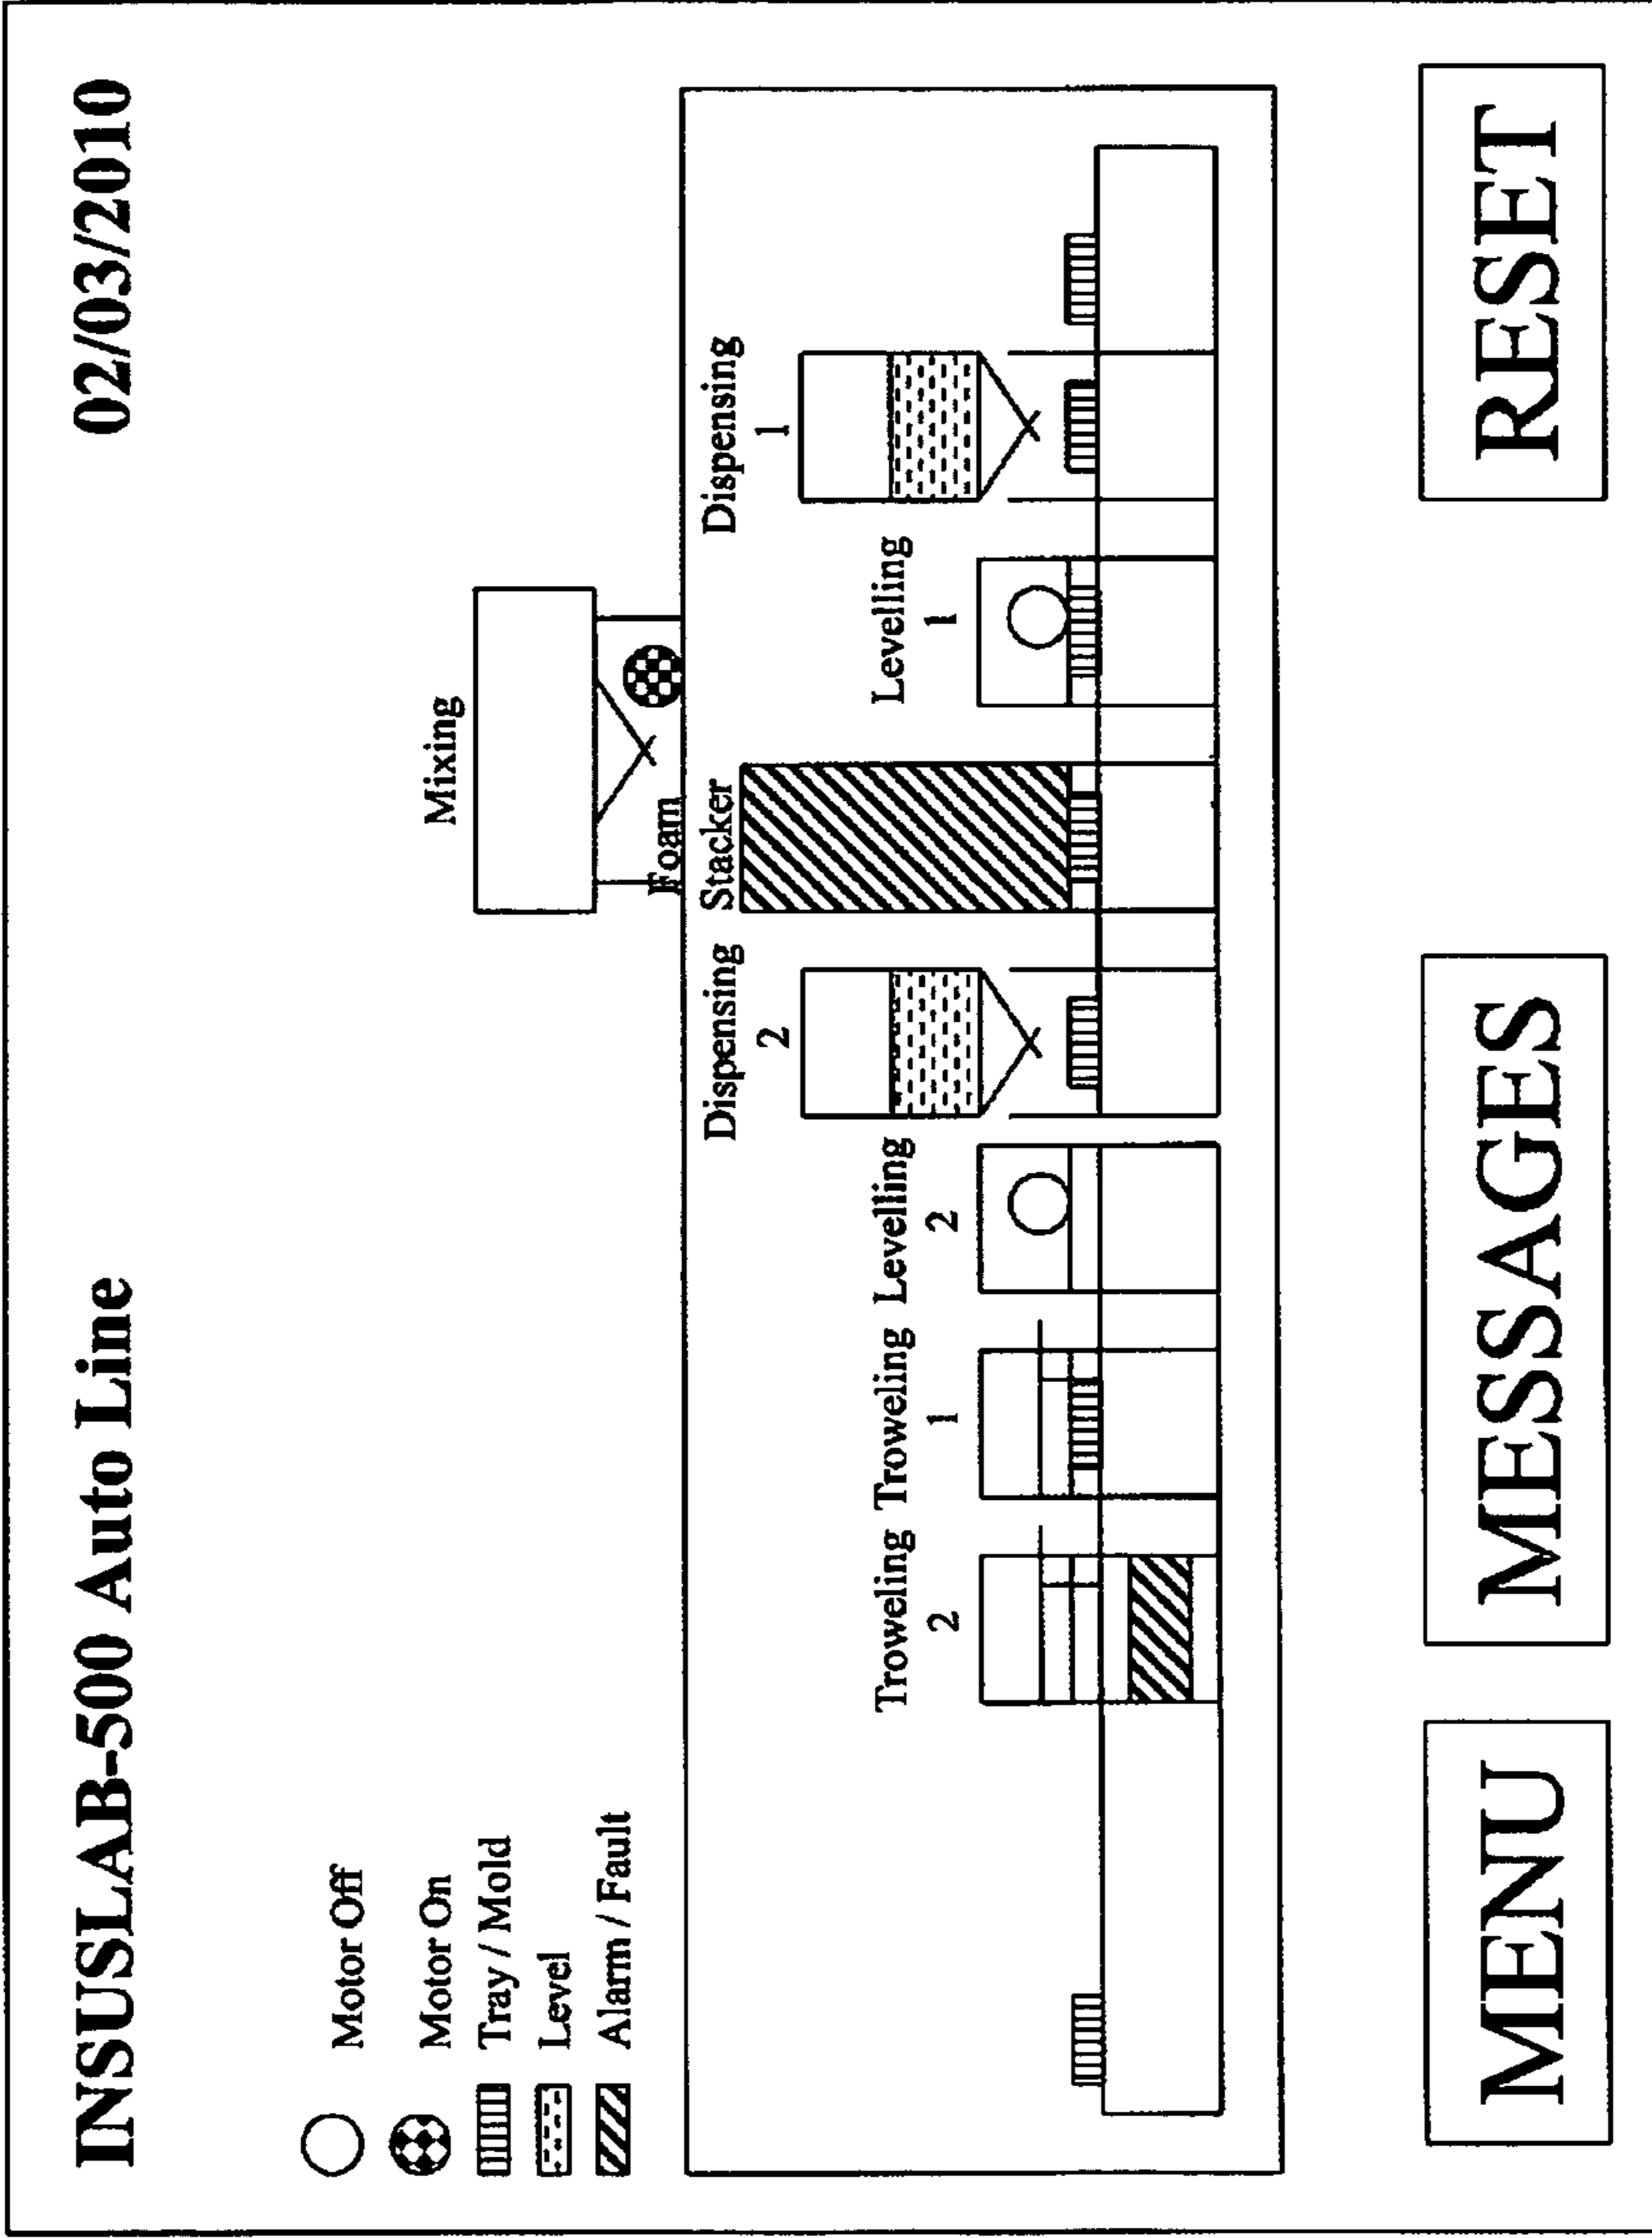 INSUSLAB-500 Auto Line 02/03/2010
Motor Off
Motor On
Tray / Mold
Level
Alarm / Fault
Mixing
Foam
Troweling
2
Troweling
1
Levelling
2
Dispensing
2
Stacker
Levelling
1
Dispensing
1
MENU
MESSAGES
RESET